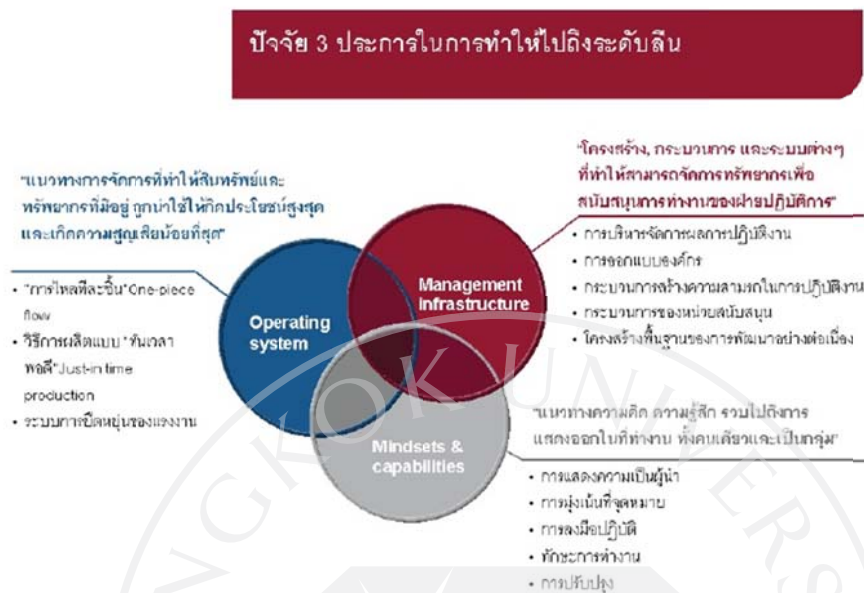 ปัจจัย 3 ประการในการทำให้ไปถึงระดับลีน
"แนวทางการจัดการที่ทำให้สินทรัพย์และ
ทรัพยากรที่มีอยู่ ถูกนำใช้ให้เกิดประโยชน์สูงสุด
และเกิดความสูญเสียน้อยที่สุด"
• "การไหลทีละชิ้น"One-piece
flow
• วิธีการผลิตแบบ "ทันเวลา
พอดี"Just-in time
production
• ระบบการยืดหยุ่นของแรงงาน
Operating
system
Management
infrastructure
Mindsets &
capabilities
"โครงสร้าง, กระบวนการ และระบบต่างๆ
ที่ทำให้สามารถจัดการทรัพยากรเพื่อ
สนับสนุนการทำงานของฝ่ายปฏิบัติการ"
• การบริหารจัดการผลการปฏิบัติงาน
• การออกแบบองค์กร
• กระบวนการสร้างความสามรถในการปฏิบัติงาน
• กระบวนการของหน่วยสนับสนุน
• โครงสร้างพื้นฐานของการพัฒนาอย่างต่อเนื่อง
"แนวทางความคิด ความรู้สึก รวมไปถึงการ
แสดงออกในที่ทำงาน ทั้งคนเดียวและเป็นกลุ่ม"
• การแสดงความเป็นผู้นำ
• การมุ่งเน้นที่จุดหมาย
• การลงมือปฏิบัติ
• ทักษะการทำงาน
• การปรับปรุง